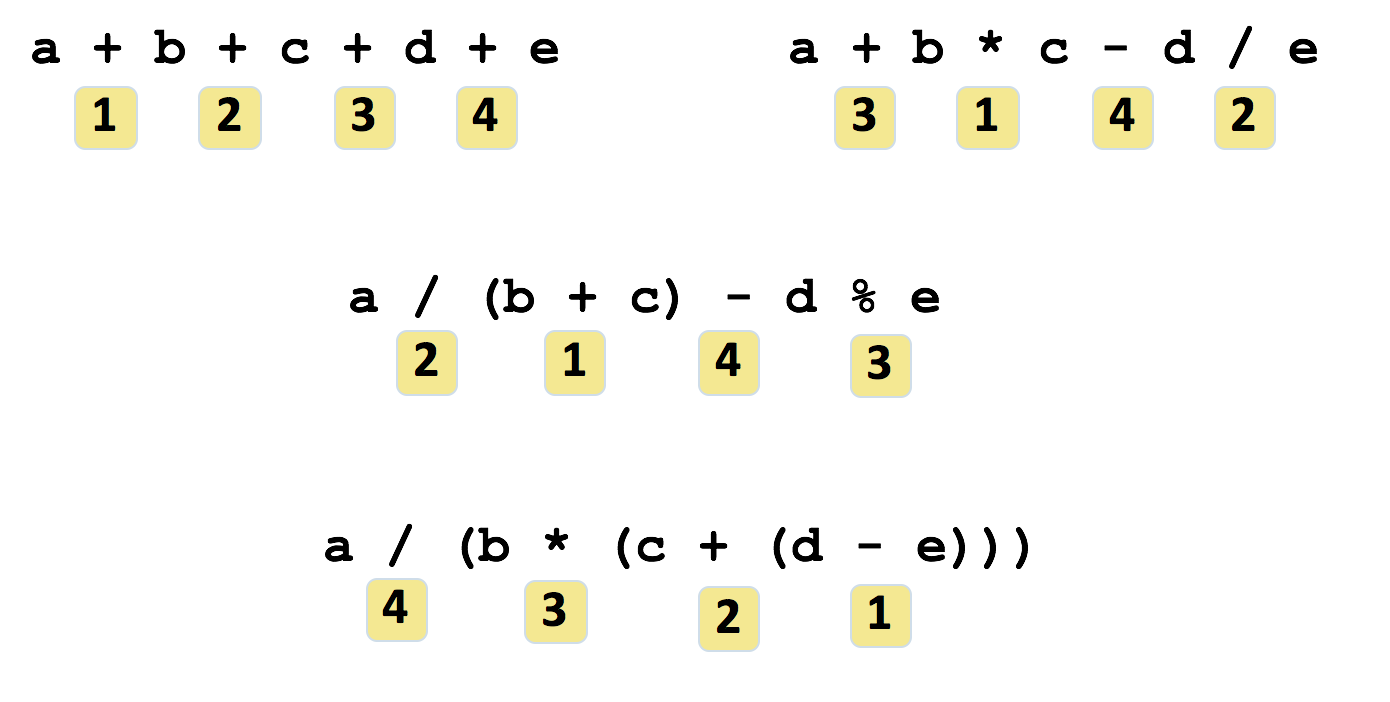 a + b + c + d + e
1 2 3 4
a + b * c - d / e
3 1 4 2
a / (b + c) - d % e
2 1 4 3
a / (b * (c + (d - e)))
4 3 2 1